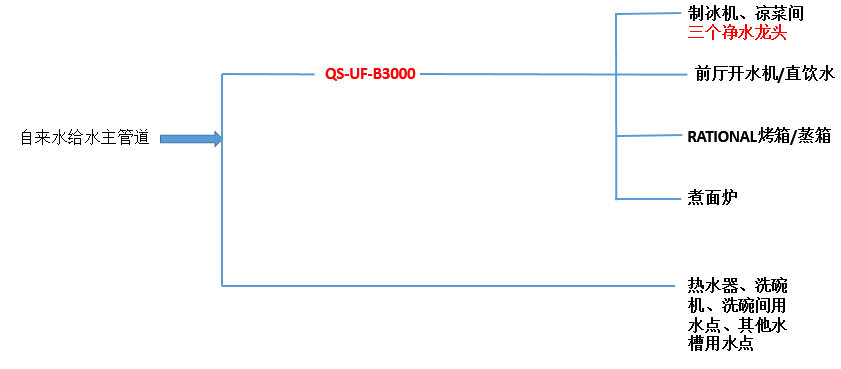 制冰机、凉菜间
三个净水龙头
QS-UF-B3000
前厅开水机/直饮水
自来水给水主管道
RATIONAL烤箱/蒸箱
煮面炉
热水器、洗碗
机、洗碗间用
水点、其他水
槽用水点